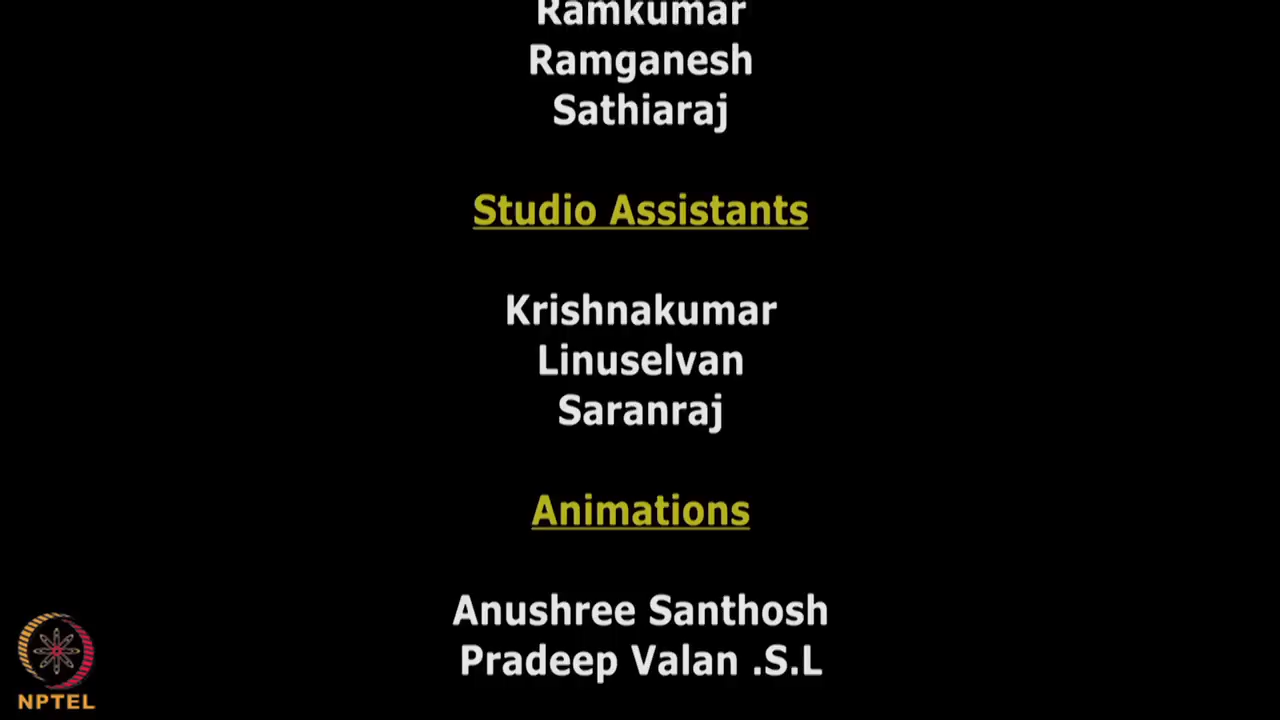 Ramkumar
Ramganesh
Sathiaraj
Studio Assistants
Krishnakumar
Linuselvan
Saranraj
Animations
Anushree Santhosh
Pradeep Valan .S.L
NPTEL